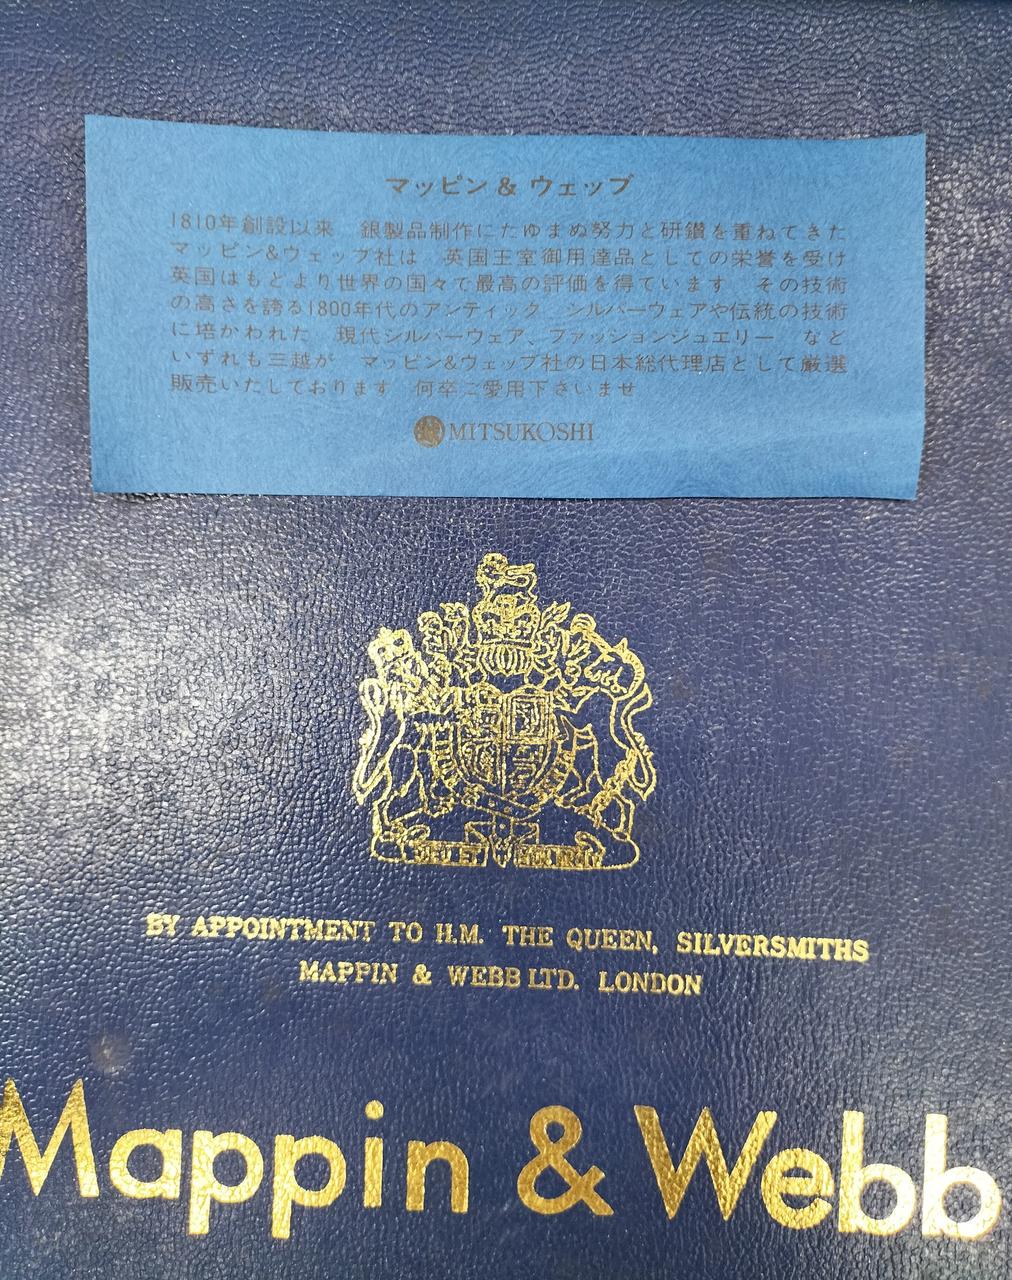 マッピン & ウェッブ
1810年創設以来　銀製品制作にたゆまぬ努力と研鑽を重ねてきた
マッピン&ウェッブ社は　英国王室御用達品としての栄誉を受け
英国はもとより世界の国々で最高の評価を得ています　その技術
の高さを誇る1800年代のアンティック　シルバーウェアや伝統の技術
に培かわれた　現代シルバーウェア、ファッションジュエリー　など
いずれも三越が　マッピン&ウェッブ社の日本総代理店として厳選
販売いたしております　何卒ご愛用下さいませ
越 MITSUKOSHI
DIEU ET MON DROIT
BY APPOINTMENT TO H.M. THE QUEEN, SILVERSMITHS
MAPPIN & WEBB LTD. LONDON
Mappin & Webb